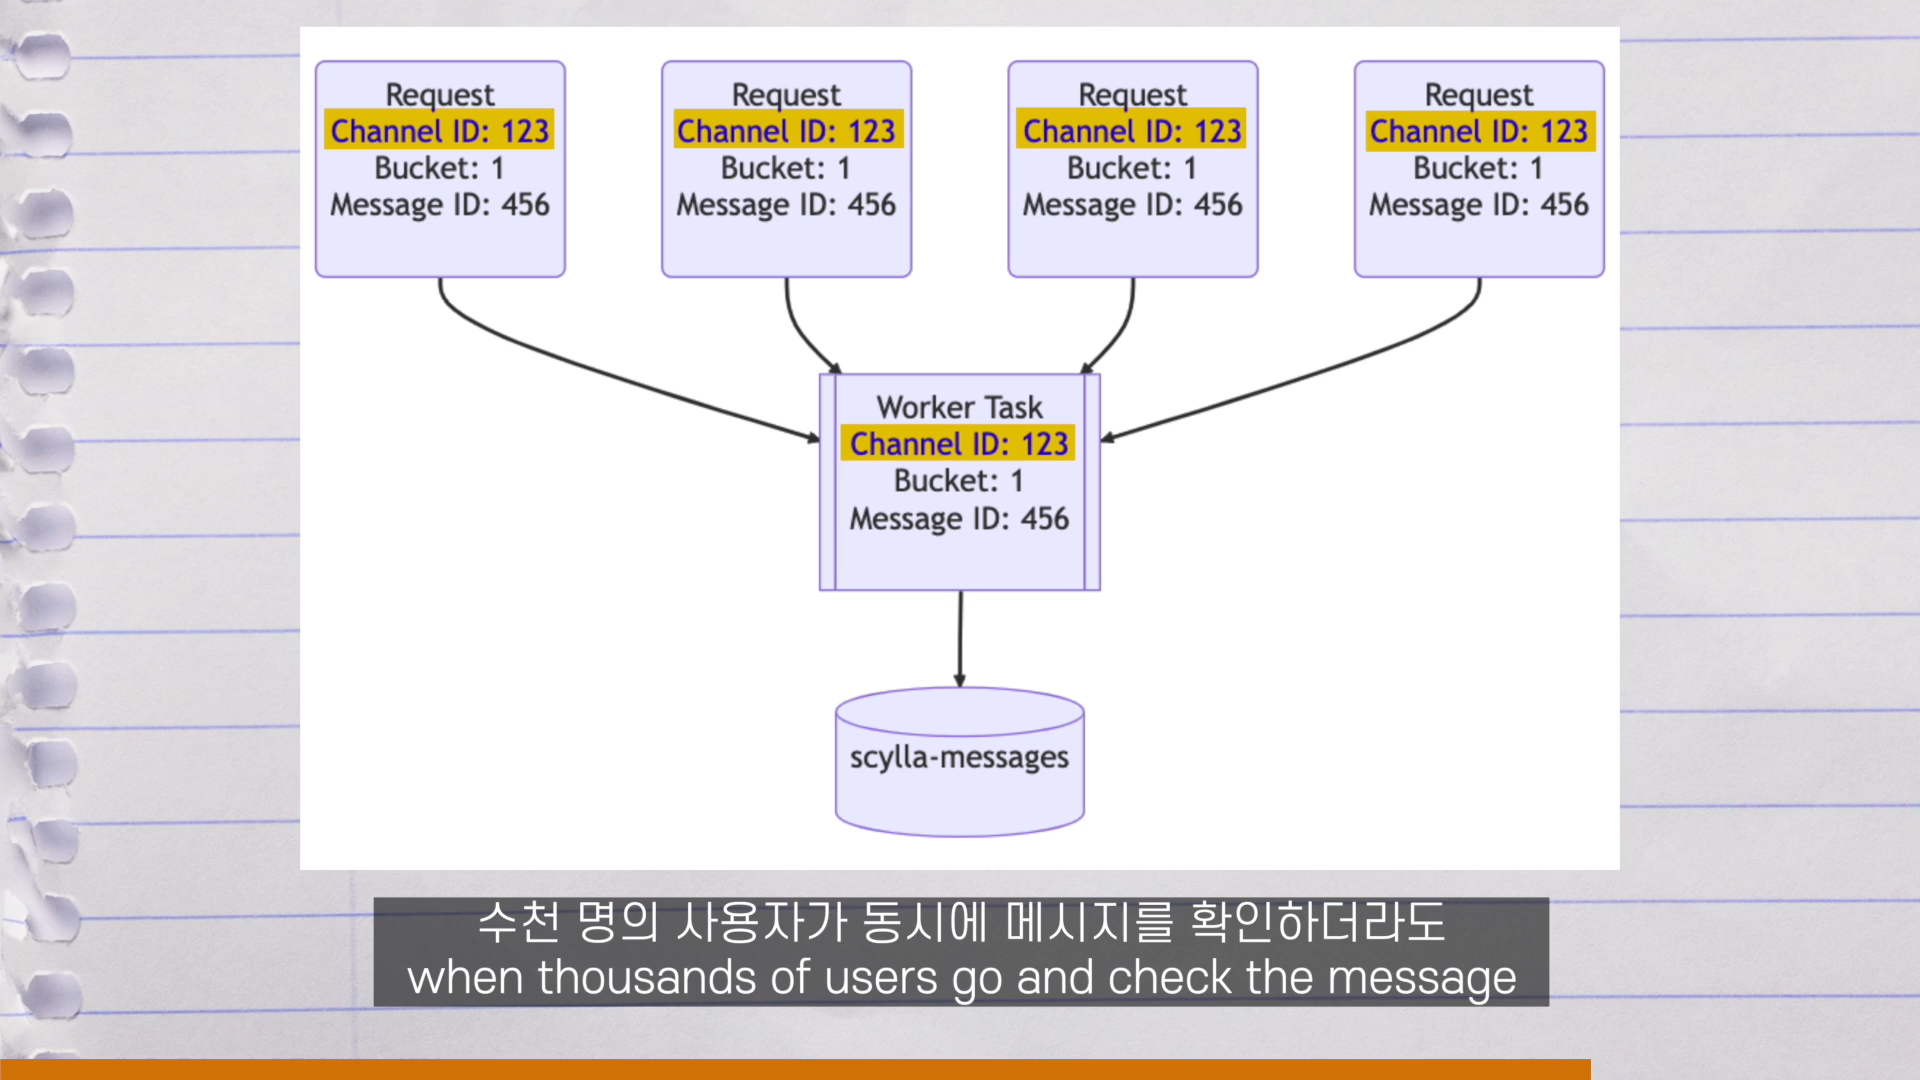 Request
Channel ID: 123
Bucket: 1
Message ID: 456
Request
Channel ID: 123
Bucket: 1
Message ID: 456
Request
Channel ID: 123
Bucket: 1
Message ID: 456
Request
Channel ID: 123
Bucket: 1
Message ID: 456
Worker Task
Channel ID: 123
Bucket: 1
Message ID: 456
scylla-messages
수천 명의 사용자가 동시에 메시지를 확인하더라도
when thousands of users go and check the message